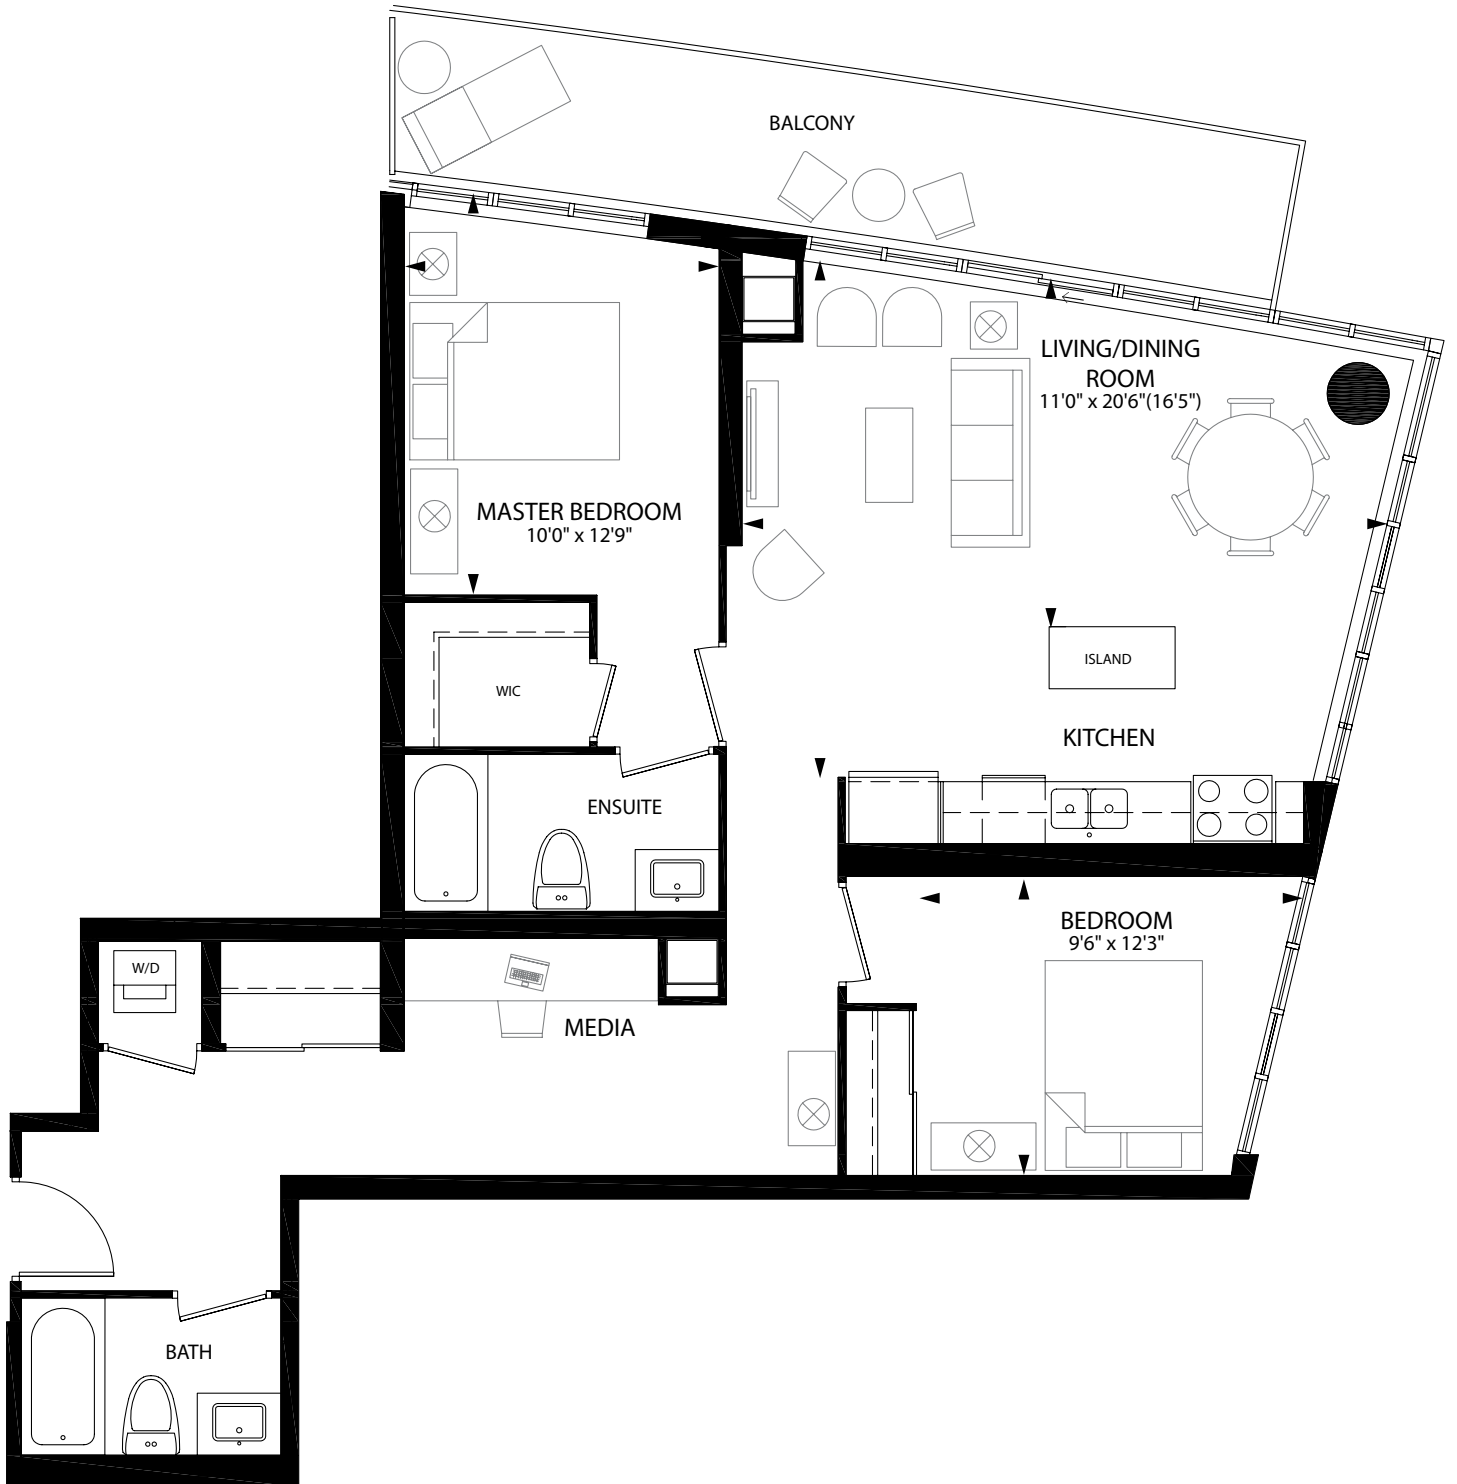 BALCONY
LIVING/DINING
ROOM
11'0" x 20'6"(16'5")
MASTER BEDROOM
10'0" x 12'9"
ISLAND
WIC
KITCHEN
ENSUITE
BEDROOM
9'6" x 12'3"
W/D
MEDIA
BATH